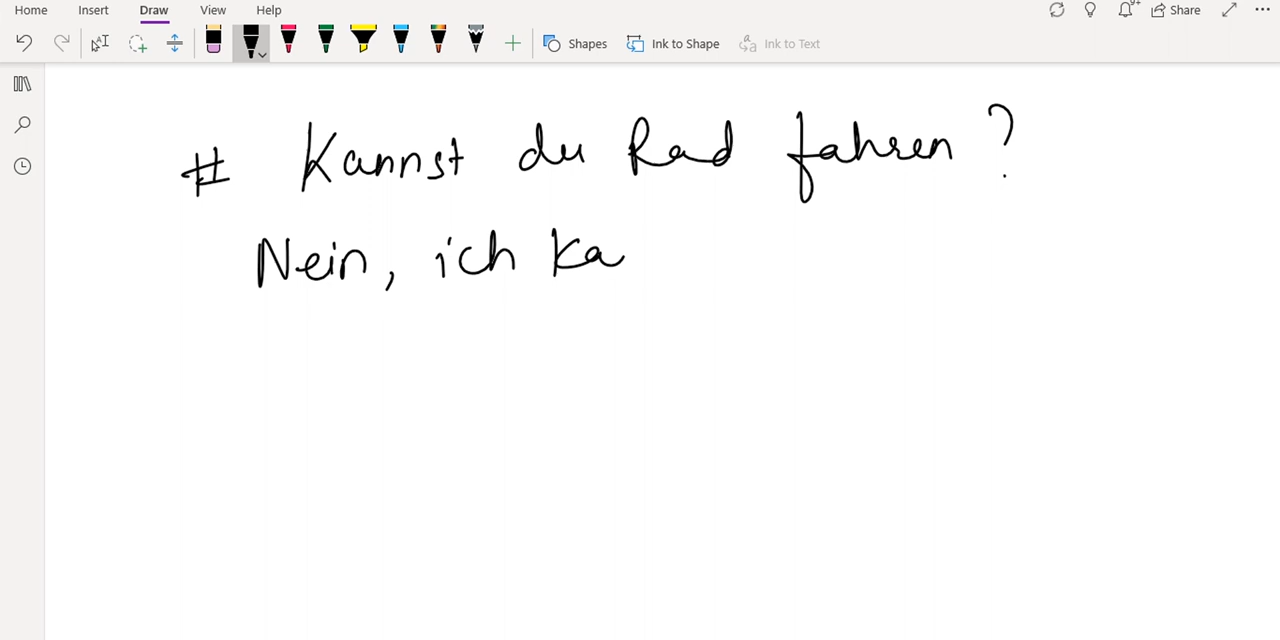 Home Insert Draw View Help
Share
Shapes Ink to Shape Ink to Text
# Kannst du Rad fahren ?
Nein, ich ka